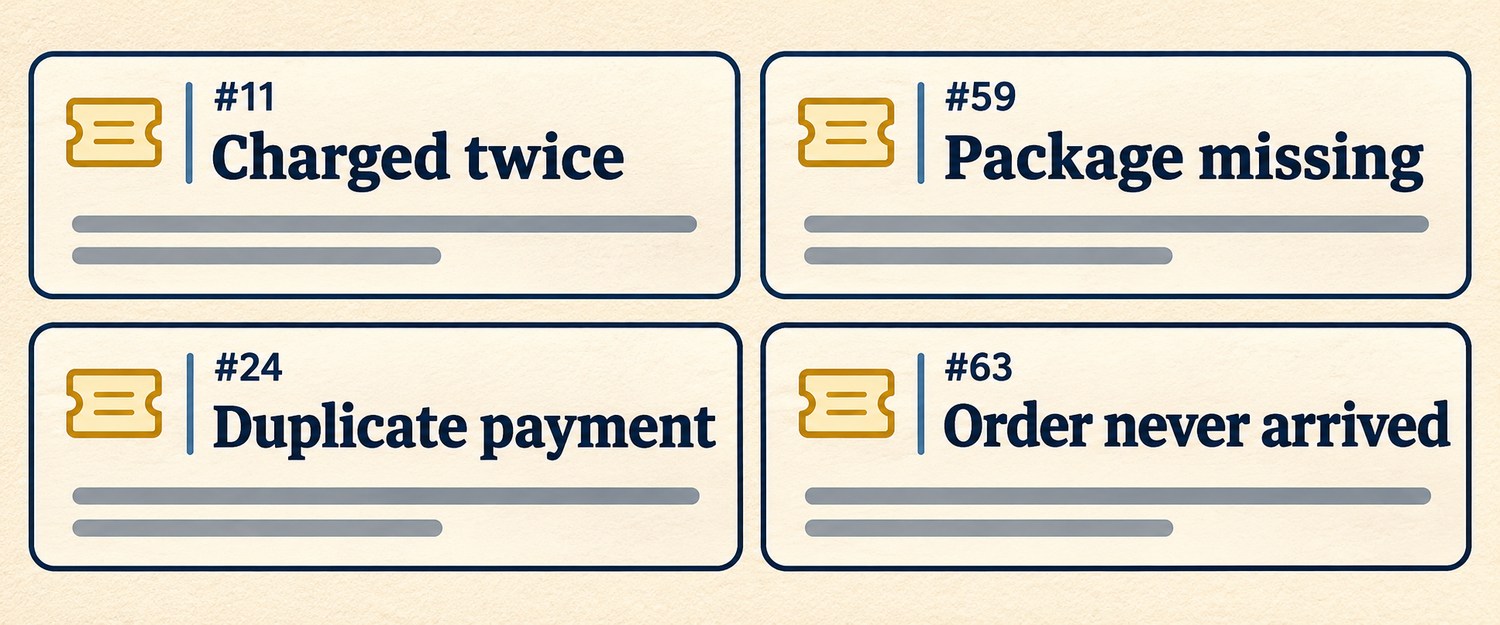 #11
Charged twice
#59
Package missing
#24
Duplicate payment
#63
Order never arrived